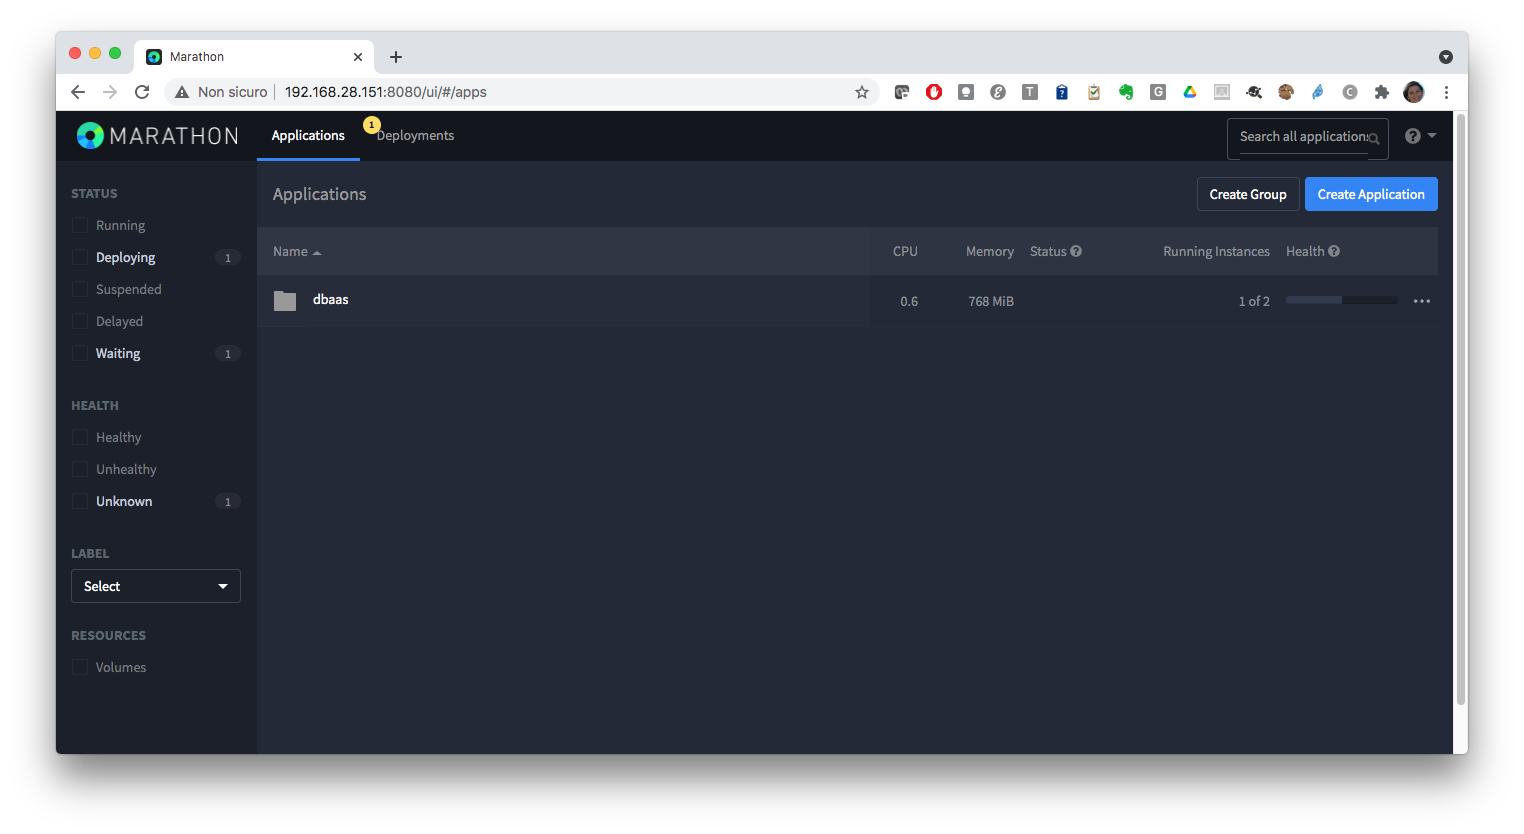 Marathon
Non sicuro 192.168.28.151:8080/ui/#/apps
T
G
C
MARATHON Applications 1 Deployments Search all application
Applications Create Group Create Application
STATUS
Running
Deploying 1
Suspended
Delayed
Waiting 1
HEALTH
Healthy
Unhealthy
Unknown 1
LABEL
Select
RESOURCES
Volumes
Name CPU Memory Status ? Running Instances Health ?
dbaas 0.6 768 MiB 1 of 2